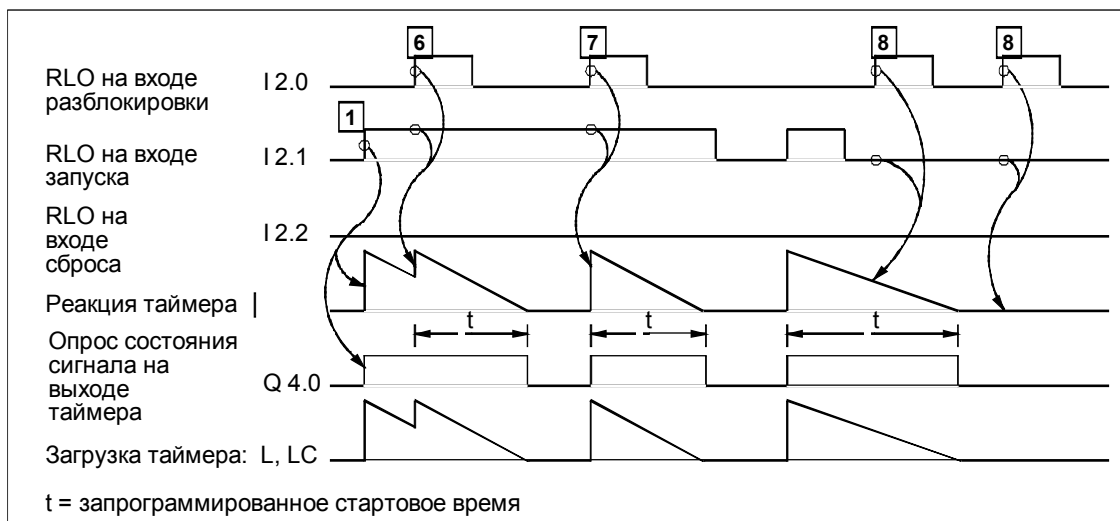 6 7 8 8
RLO на входе
разблокировки
I 2.0
1
RLO на входе
запуска
I 2.1
RLO на
входе
сброса
I 2.2
Реакция таймера
t t t
Опрос состояния
сигнала на
выходе
таймера
Q 4.0
Загрузка таймера: L, LC
t = запрограммированное стартовое время